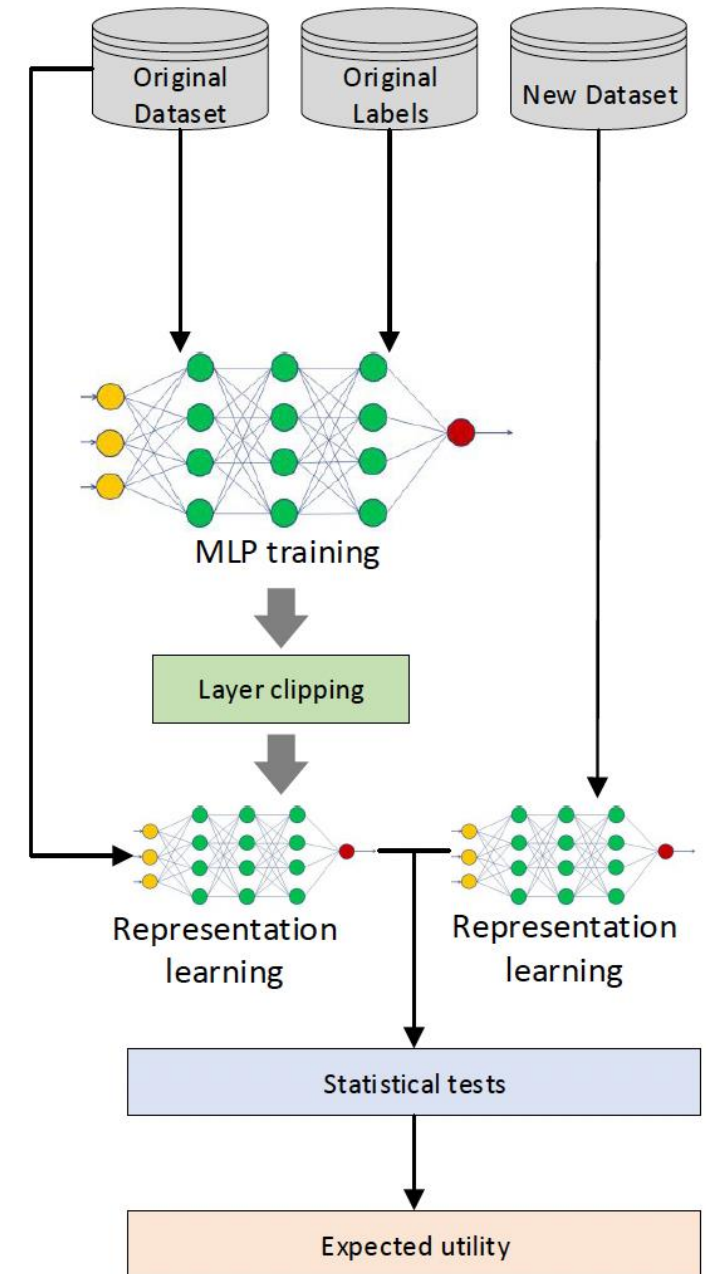 Original
Dataset
Original
Labels
New Dataset
MLP training
Layer clipping
Representation
learning
Representation
learning
Statistical tests
Expected utility